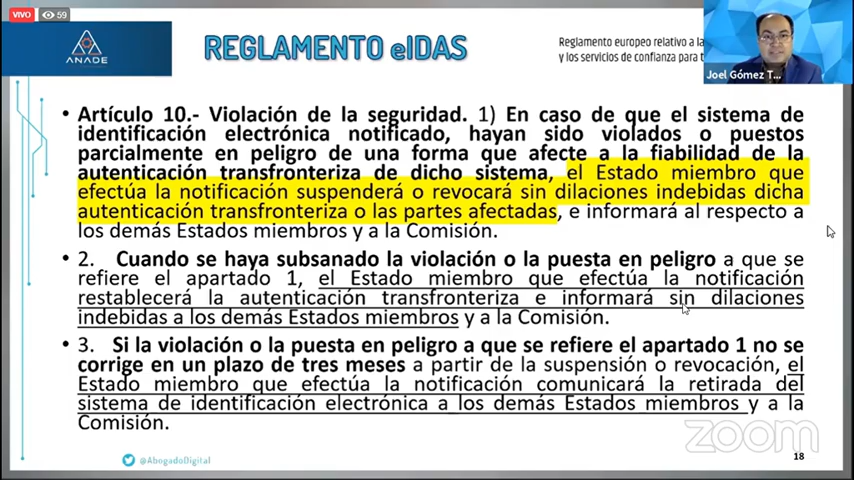 VIVO
59
ANADE
REGLAMENTO eIDAS
Reglamento europeo relativo a la
y los servicios de confianza para t
Joel Gómez T...
• Artículo 10.- Violación de la seguridad. 1) En caso de que el sistema de
identificación electrónica notificado, hayan sido violados o puestos
parcialmente en peligro de una forma que afecte a la fiabilidad de la
autenticación transfronteriza de dicho sistema, el Estado miembro que
efectúa la notificación suspenderá o revocará sin dilaciones indebidas dicha
autenticación transfronteriza o las partes afectadas, e informará al respecto a
los demás Estados miembros y a la Comisión.
• 2. Cuando se haya subsanado la violación o la puesta en peligro a que se
refiere el apartado 1, el Estado miembro que efectúa la notificación
restablecerá la autenticación transfronteriza e informará sin dilaciones
indebidas a los demás Estados miembros y a la Comisión.
• 3. Si la violación o la puesta en peligro a que se refiere el apartado 1 no se
corrige en un plazo de tres meses a partir de la suspensión o revocación, el
Estado miembro que efectúa la notificación comunicará la retirada del
sistema de identificación electrónica a los demás Estados miembros y a la
Comisión.
zoom
@AbogadoDigital
18